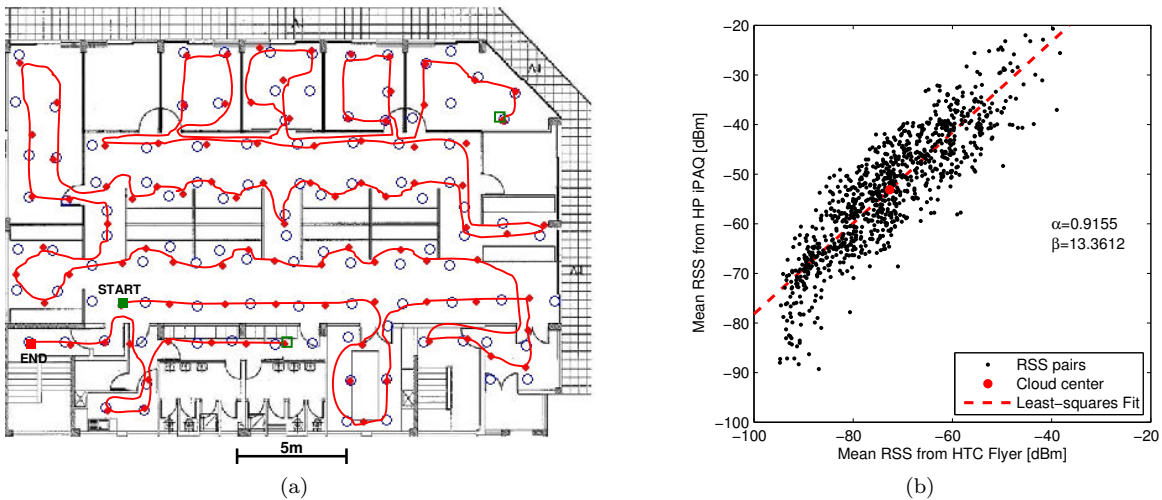 START
END
5m
(a)
−20
−30
−40
−50
−60
−70
−80
−90
−100
Mean RSS from HP iPAQ [dBm]
α=0.9155
β=13.3612
RSS pairs
Cloud center
Least−squares Fit
−100 −80 −60 −40 −20
Mean RSS from HTC Flyer [dBm]
(b)